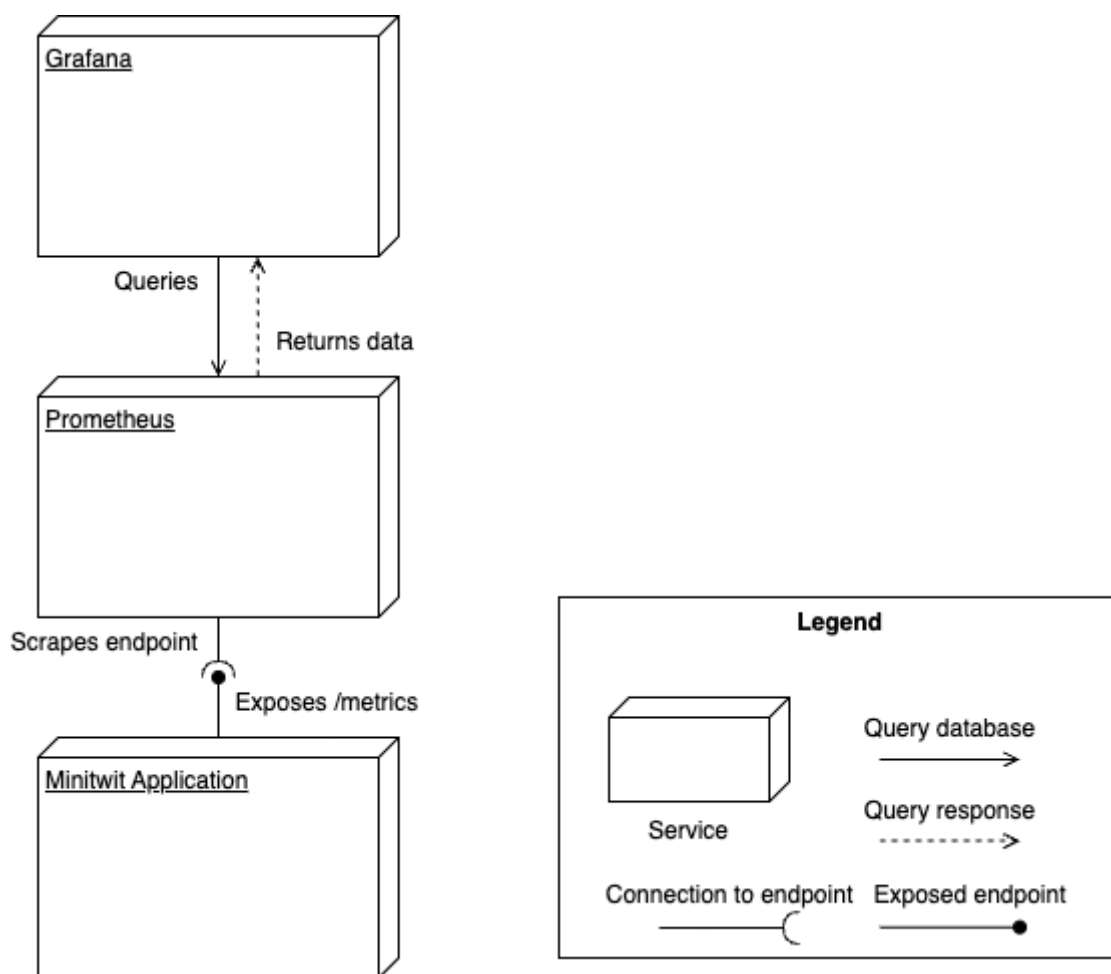 Grafana
Queries
Returns data
Prometheus
Scrapes endpoint
Exposes /metrics
Minitwit Application
Legend
Service
Query database
Query response
Connection to endpoint
Exposed endpoint